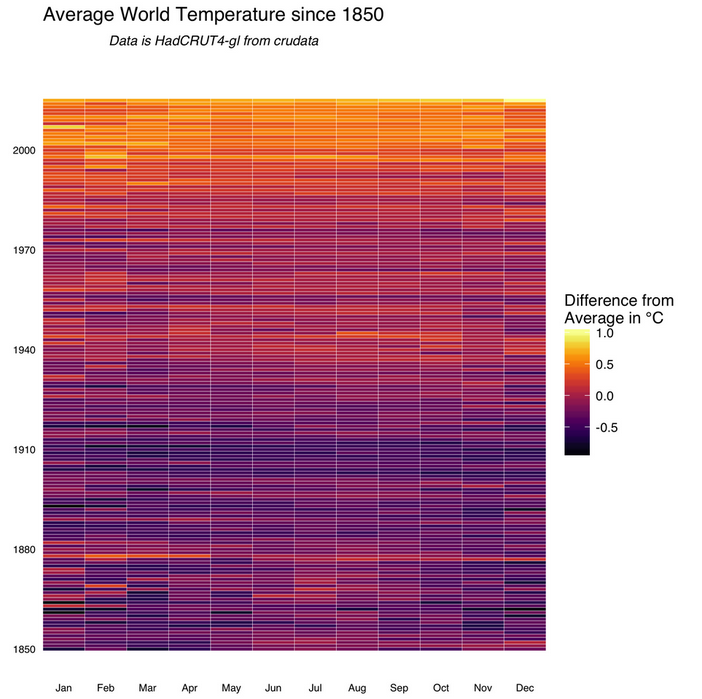 Average World Temperature since 1850
Data is HadCRUT4-gl from crudata
2000
1970
1940
1910
1880
1850
Jan Feb Mar Apr May Jun Jul Aug Sep Oct Nov Dec
Difference from
Average in °C
1.0
0.5
0.0
-0.5